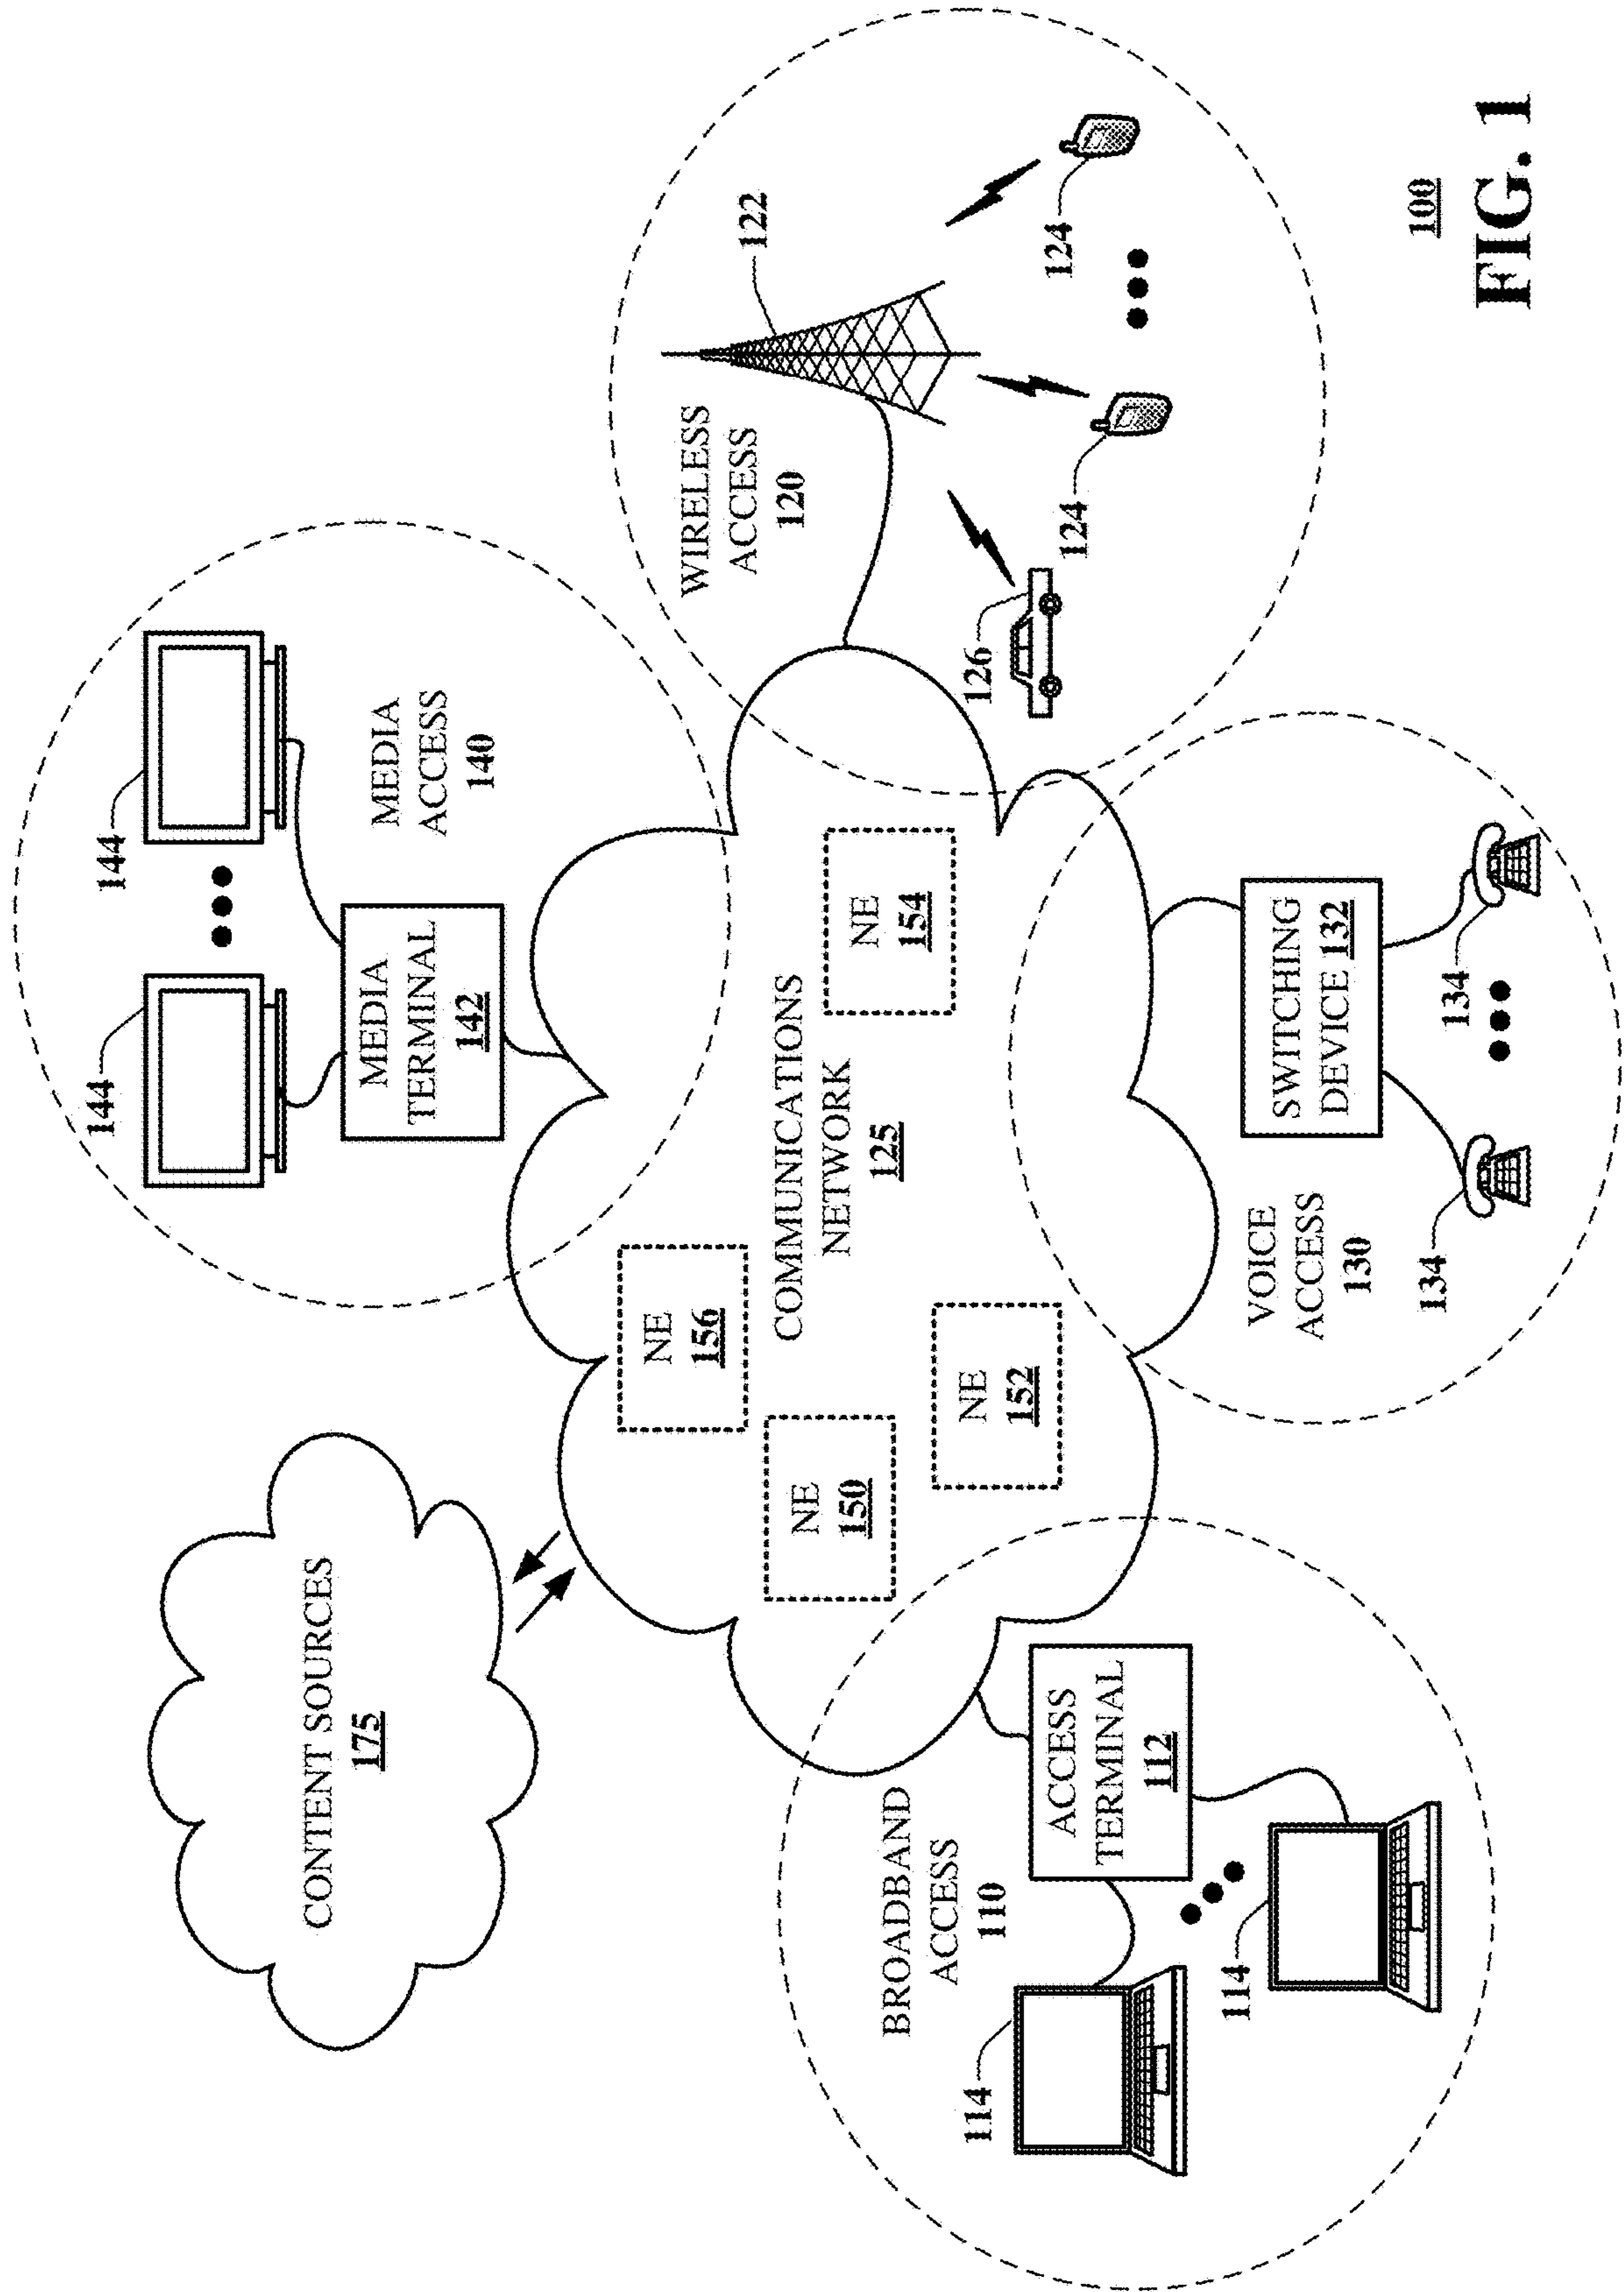 CONTENT SOURCES
175
144
144
MEDIA
TERMINAL
142
MEDIA
ACCESS
140
NE
156
NE
150
COMMUNICATIONS
NETWORK
125
NE
154
NE
152
WIRELESS
ACCESS
120
122
126
124
124
BROADBAND
ACCESS
110
ACCESS
TERMINAL
112
114
114
VOICE
ACCESS
130
SWITCHING
DEVICE 132
134
134
100
FIG. 1